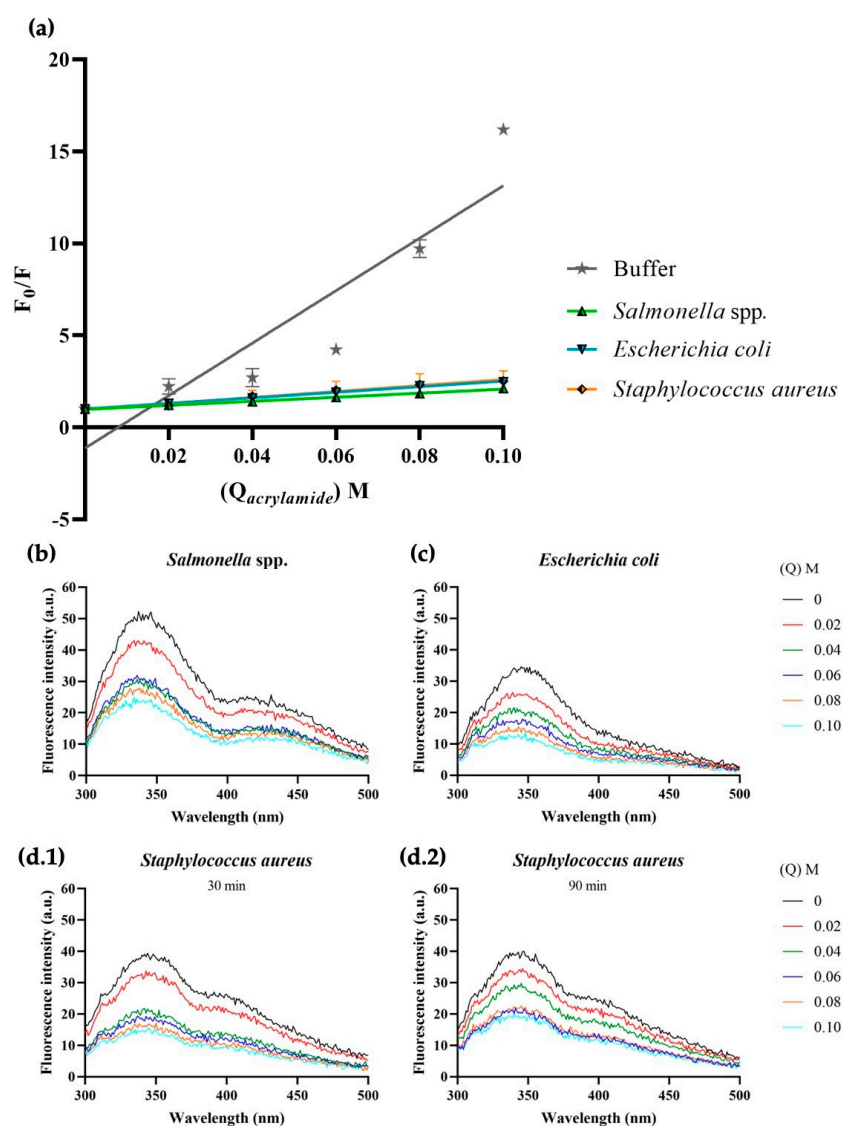 (a)
20
15
10
5
0
-5
F₀/F
0.02 0.04 0.06 0.08 0.10
(Qacrylamide) M
Buffer
Salmonella spp.
Escherichia coli
Staphylococcus aureus
(b)
Salmonella spp.
60
50
40
30
20
10
0
Fluorescence intensity (a.u.)
300 350 400 450 500
Wavelength (nm)
(c)
Escherichia coli
60
50
40
30
20
10
0
Fluorescence intensity (a.u.)
300 350 400 450 500
Wavelength (nm)
(Q) M
0
0.02
0.04
0.06
0.08
0.10
(d.1)
Staphylococcus aureus
30 min
60
50
40
30
20
10
0
Fluorescence intensity (a.u.)
300 350 400 450 500
Wavelength (nm)
(d.2)
Staphylococcus aureus
90 min
60
50
40
30
20
10
0
Fluorescence intensity (a.u.)
300 350 400 450 500
Wavelength (nm)
(Q) M
0
0.02
0.04
0.06
0.08
0.10